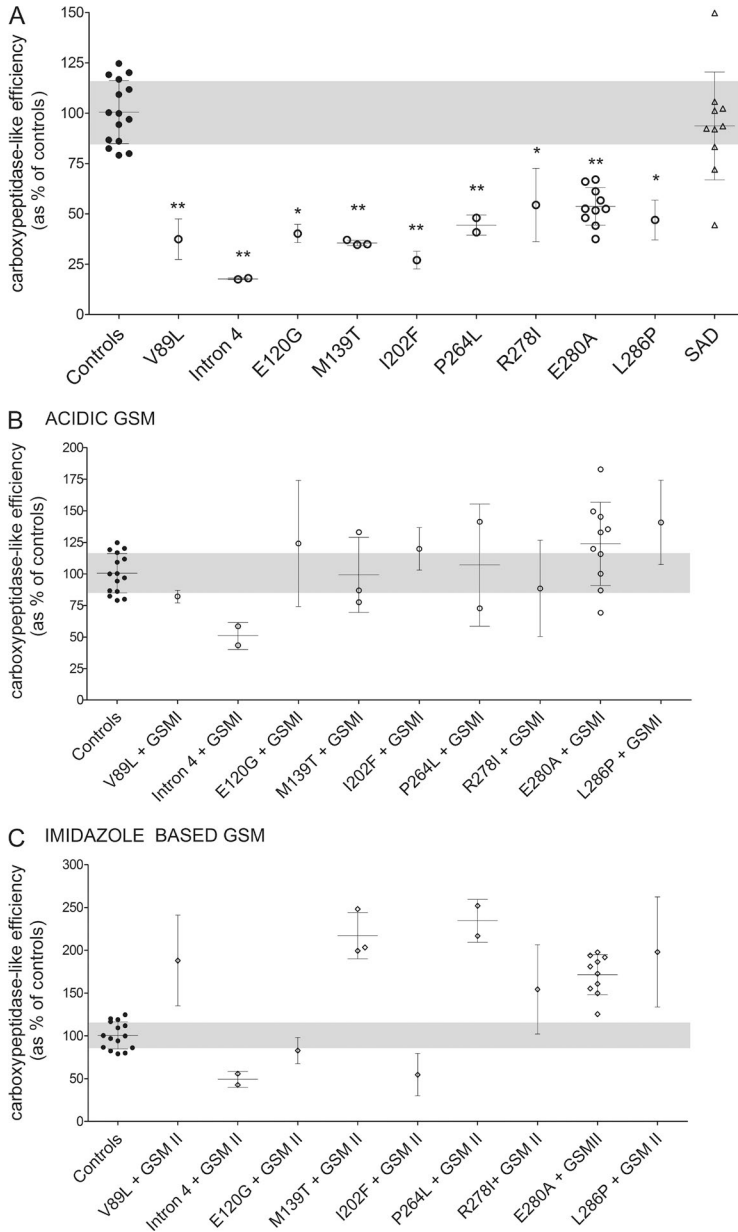 A
carboxypeptidase-like efficiency
(as % of controls)
150
125
100
75
50
25
0
** ** * ** ** ** * ** *
Controls V89L Intron 4 E120G M139T I202F P264L R278I E280A L286P SAD
B ACIDIC GSM
carboxypeptidase-like efficiency
(as % of controls)
200
175
150
125
100
75
50
25
0
Controls V89L + GSMI Intron 4 + GSMI E120G + GSMI M139T + GSMI I202F + GSMI P264L + GSMI R278I + GSMI E280A + GSMI L286P + GSMI
C IMIDAZOLE BASED GSM
carboxypeptidase-like efficiency
(as % of controls)
300
250
200
150
100
50
0
Controls V89L + GSM II Intron 4 + GSM II E120G + GSM II M139T + GSM II I202F + GSM II P264L + GSM II R278I+ GSM II E280A + GSMII L286P + GSM II